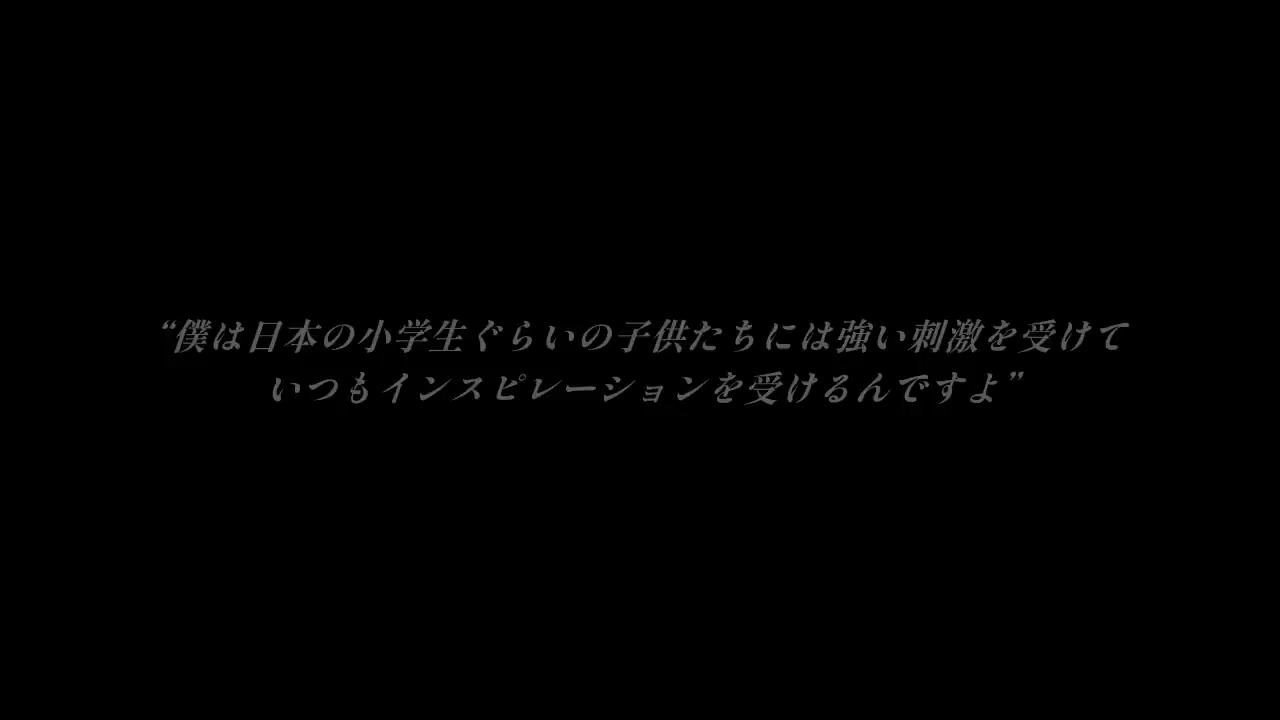 “僕は日本の小学生ぐらいの子供たちには強い刺激を受けて
いつもインスピレーションを受けるんですよ”